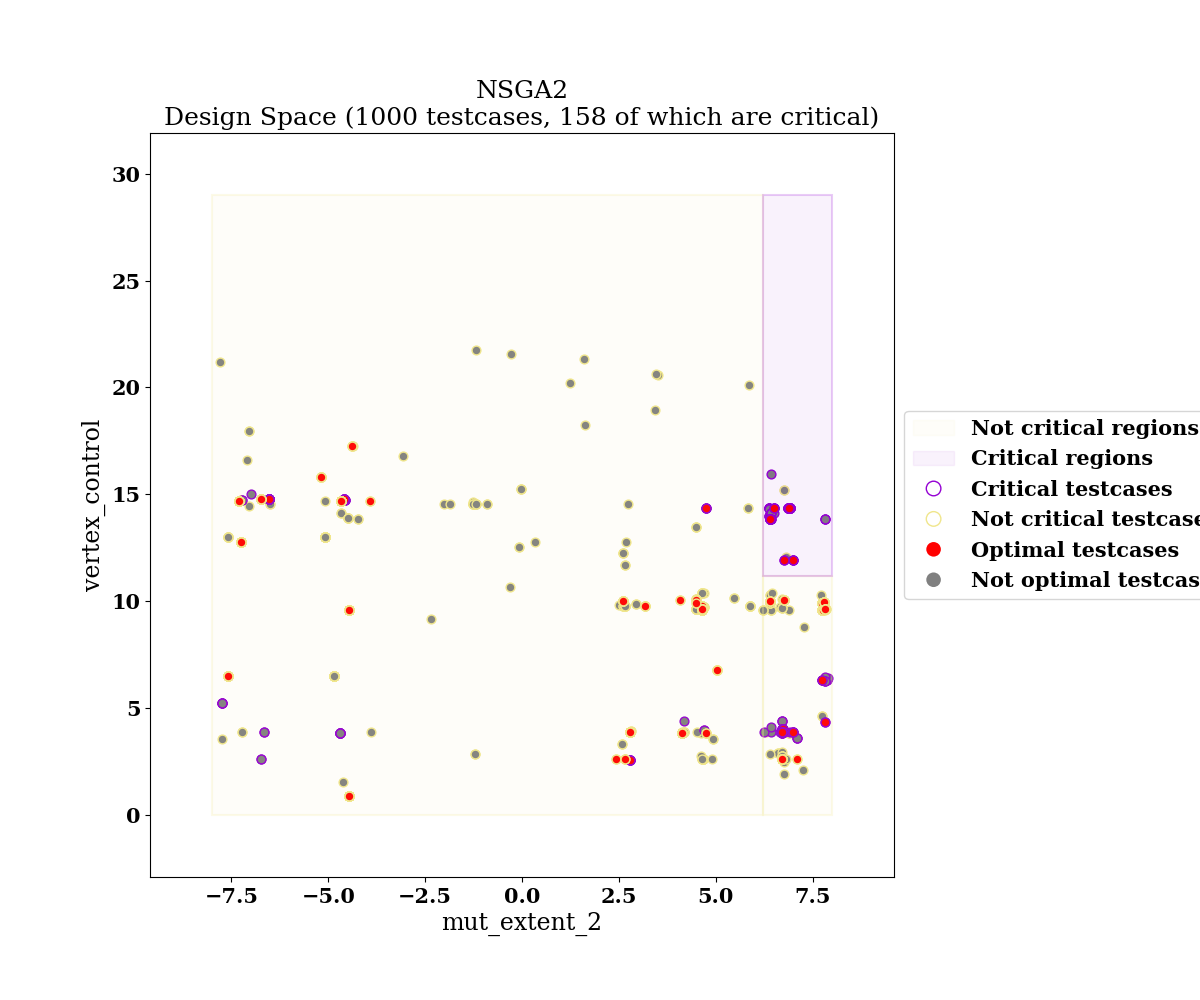 NSGA2
Design Space (1000 testcases, 158 of which are critical)
30
25
20
15
10
5
0
vertex_control
−7.5 −5.0 −2.5 0.0 2.5 5.0 7.5
mut_extent_2
Not critical regions
Critical regions
Critical testcases
Not critical testcase
Optimal testcases
Not optimal testcas